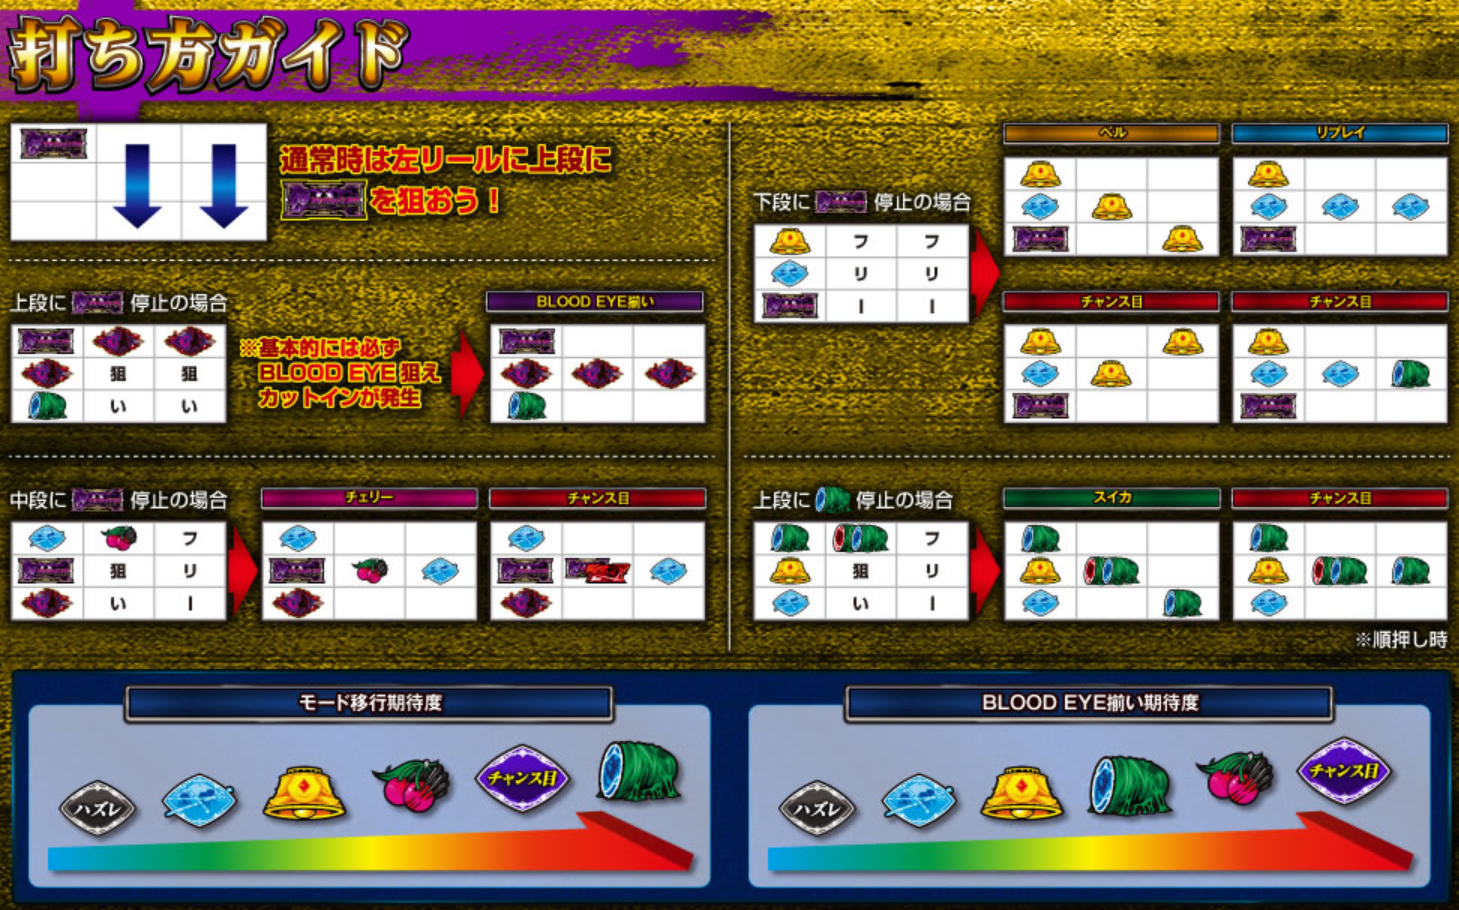 打ち方ガイド
通常時は左リールに上段に
を狙おう！
上段に 停止の場合
狙 狙
い い
※基本的には必ず
BLOOD EYE 狙え
カットインが発生
BLOOD EYE揃い
中段に 停止の場合
フ
狙 リ
い ー
チェリー
チャンス目
下段に 停止の場合
フ フ
リ リ
ー ー
ベル
リプレイ
チャンス目
チャンス目
上段に 停止の場合
フ
狙 リ
い ー
スイカ
チャンス目
※順押し時
モード移行期待度
ハズレ
チャンス目
BLOOD EYE揃い期待度
ハズレ
チャンス目